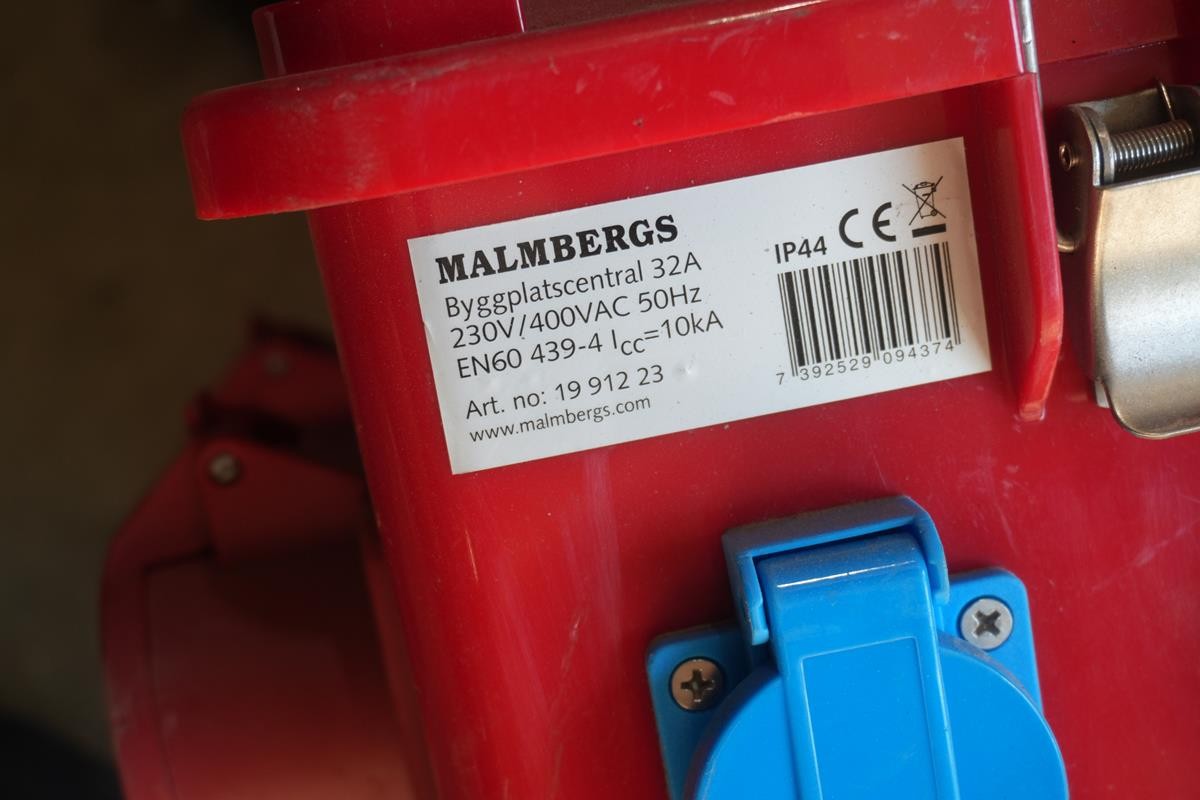 MALMBERGS
Byggplatscentral 32A
230V/400VAC 50Hz
EN60 439-4 Icc=10kA
Art. no: 19 912 23
www.malmbergs.com
IP44 CE
7 392529 094374